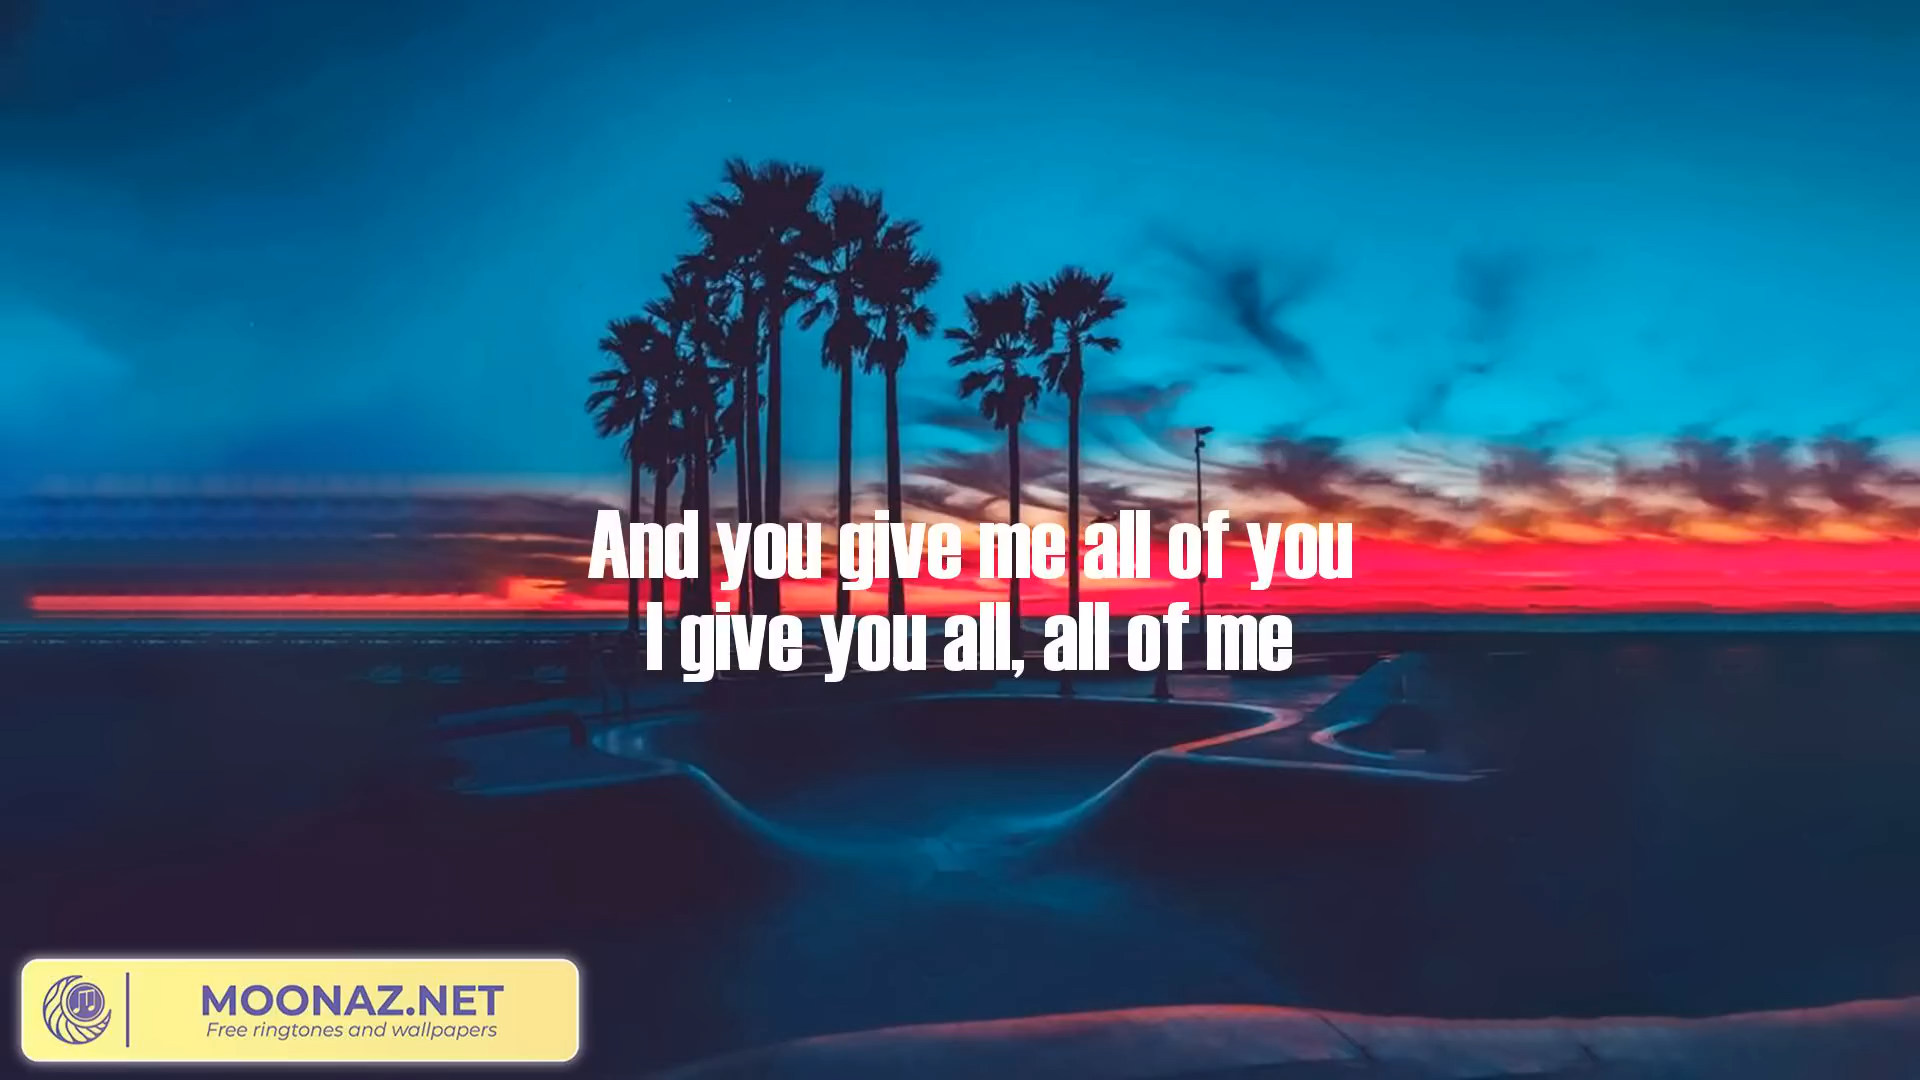 And you give me all of you
I give you all, all of me
MOONAZ.NET
Free ringtones and wallpapers